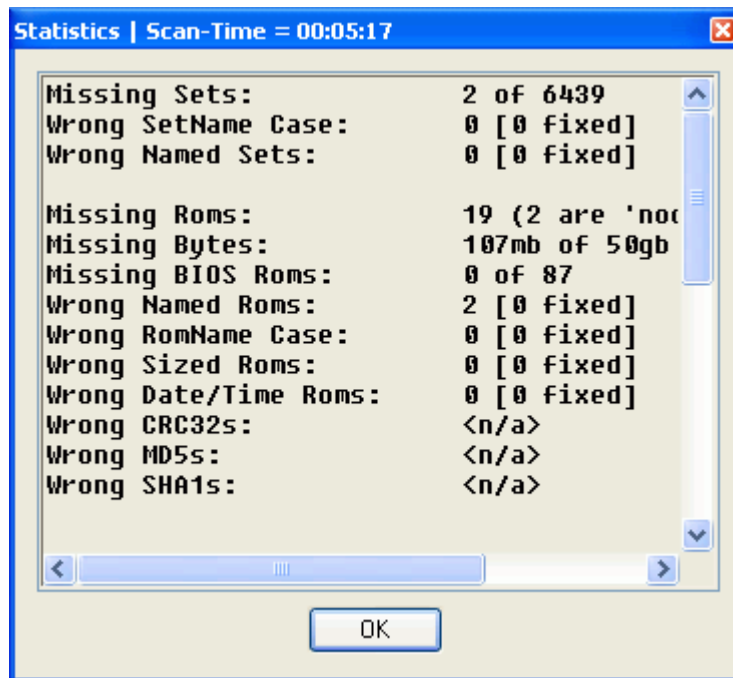 Statistics | Scan-Time = 00:05:17
Missing Sets: 2 of 6439
Wrong SetName Case: 0 [0 fixed]
Wrong Named Sets: 0 [0 fixed]
Missing Roms: 19 (2 are 'noc
Missing Bytes: 107mb of 50gb
Missing BIOS Roms: 0 of 87
Wrong Named Roms: 2 [0 fixed]
Wrong RomName Case: 0 [0 fixed]
Wrong Sized Roms: 0 [0 fixed]
Wrong Date/Time Roms: 0 [0 fixed]
Wrong CRC32s: <n/a>
Wrong MD5s: <n/a>
Wrong SHA1s: <n/a>
OK